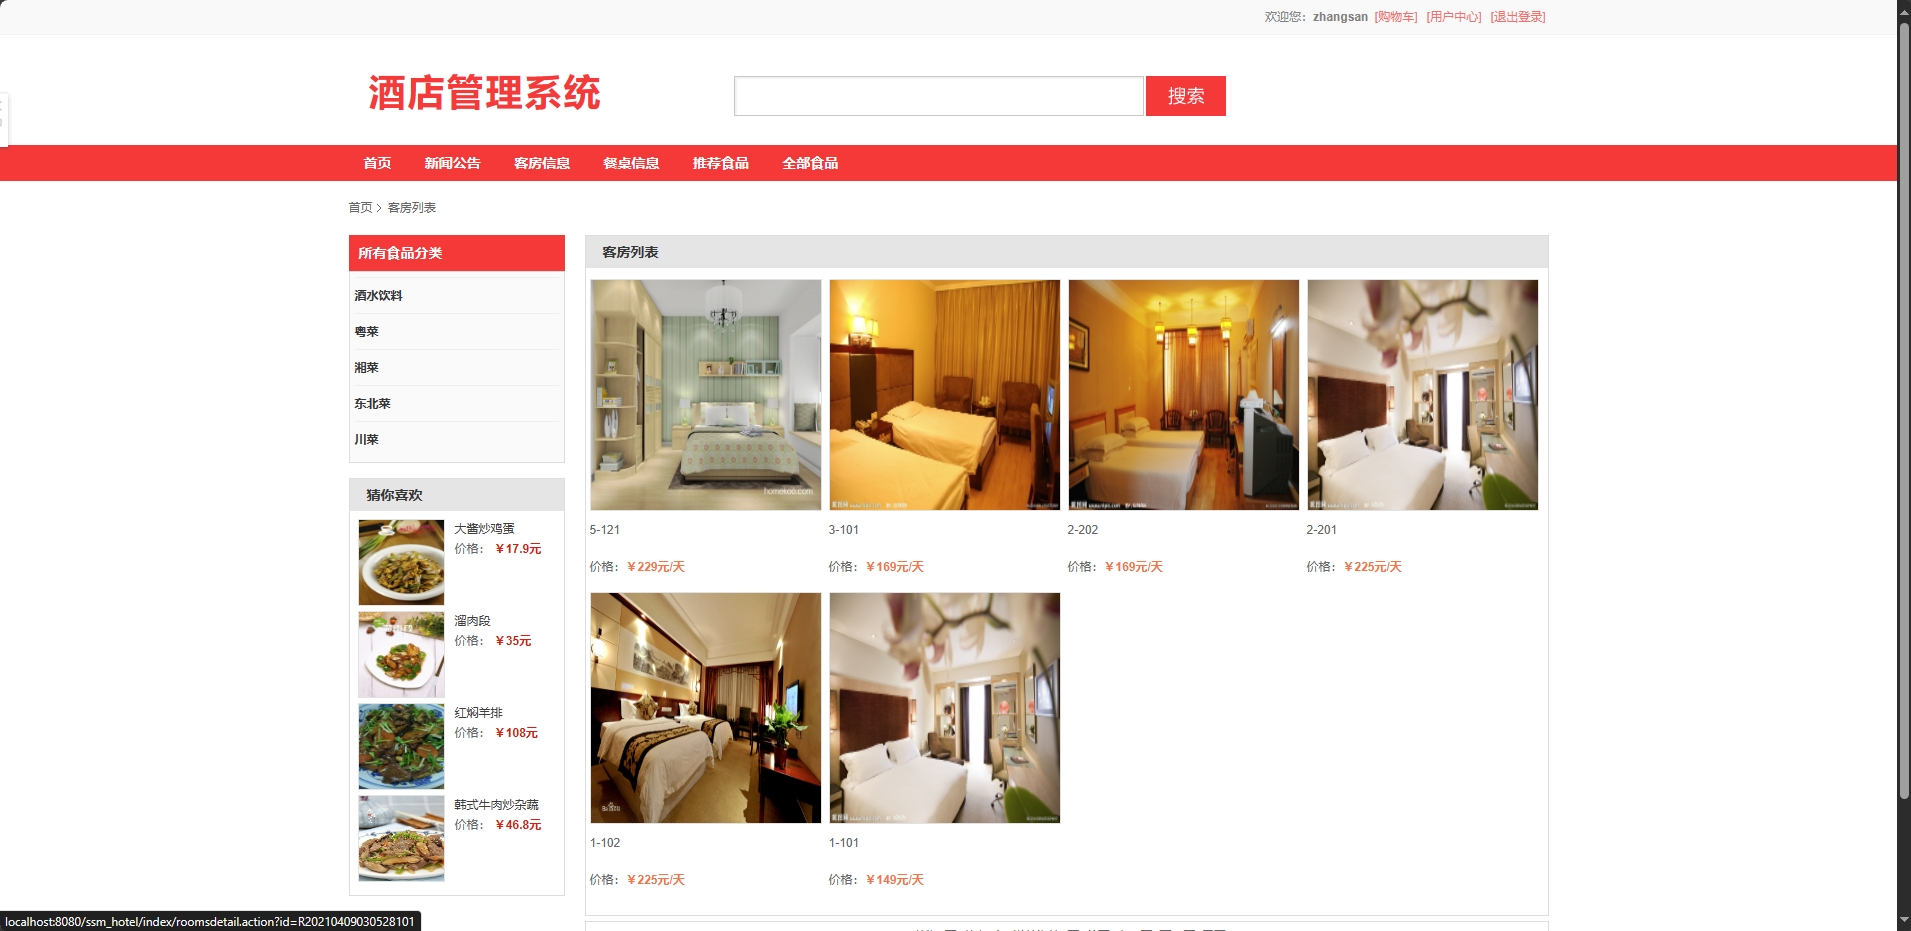 欢迎您：zhangsan [购物车] [用户中心] [退出登录]
酒店管理系统
搜索
首页 新闻公告 客房信息 餐桌信息 推荐食品 全部食品
首页 > 客房列表
所有食品分类
酒水饮料
粤菜
湘菜
东北菜
川菜
猜你喜欢
大酱炒鸡蛋
价格：￥17.9元
溜肉段
价格：￥35元
红焖羊排
价格：￥108元
韩式牛肉炒杂蔬
价格：￥46.8元
客房列表
homekoo.com
5-121
价格：￥229元/天
3-101
价格：￥169元/天
2-202
价格：￥169元/天
2-201
价格：￥225元/天
1-102
价格：￥225元/天
1-101
价格：￥149元/天
localhost:8080/ssm_hotel/index/roomsdetail.action?id=R20210409030528101